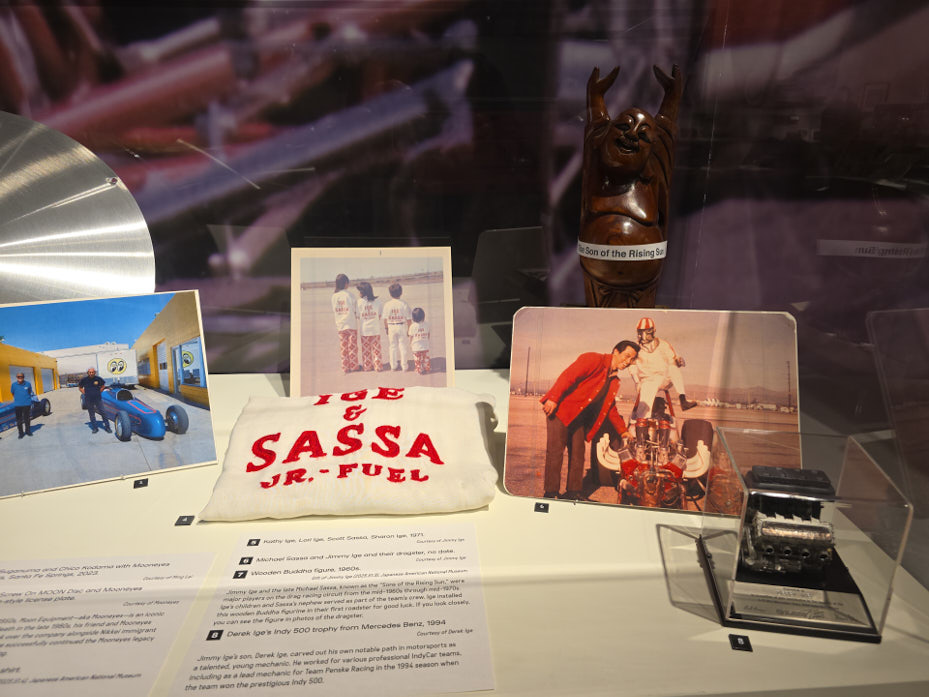 The Son of the Rising Sun
IGE
&
SASSA
JR.-FUEL
1
4
6
8
Suganuma and Chico Kodama with Mooneyes
, Santa Fe Springs, 2023.
Courtesy of Ming Lai
Screw On MOON Disc and Mooneyes
-style license plate.
Courtesy of Mooneyes
Moon Equipment—aka Mooneyes—is an iconic
death in the late 1980s, his friend and Mooneyes
over the company alongside Nikkei immigrant
successfully continued the Mooneyes legacy
shirt.
Japanese American National Museum
5 Kathy Ige, Lori Ige, Scott Sassa, Sharon Ige, 1971.
Courtesy of Jimmy Ige
6 Michael Sassa and Jimmy Ige and their dragster, no date.
Courtesy of Jimmy Ige
7 Wooden Buddha figure, 1960s.
Gift of Jimmy Ige Japanese American National Museum
Jimmy Ige and the late Michael Sassa, known as the "Sons of the Rising Sun," were
major players on the drag racing circuit from the mid-1960s through mid-1970s.
Ige's children and Sassa's nephew served as part of the team's crew. Ige installed
this wooden Buddha figurine in their first roadster for good luck. If you look closely,
you can see the figure in photos of the dragster.
8 Derek Ige's Indy 500 trophy from Mercedes Benz, 1994
Courtesy of Derek Ige
Jimmy Ige's son, Derek Ige, carved out his own notable path in motorsports as
a talented, young mechanic. He worked for various professional IndyCar teams,
including as a lead mechanic for Team Penske Racing in the 1994 season when
the team won the prestigious Indy 500.